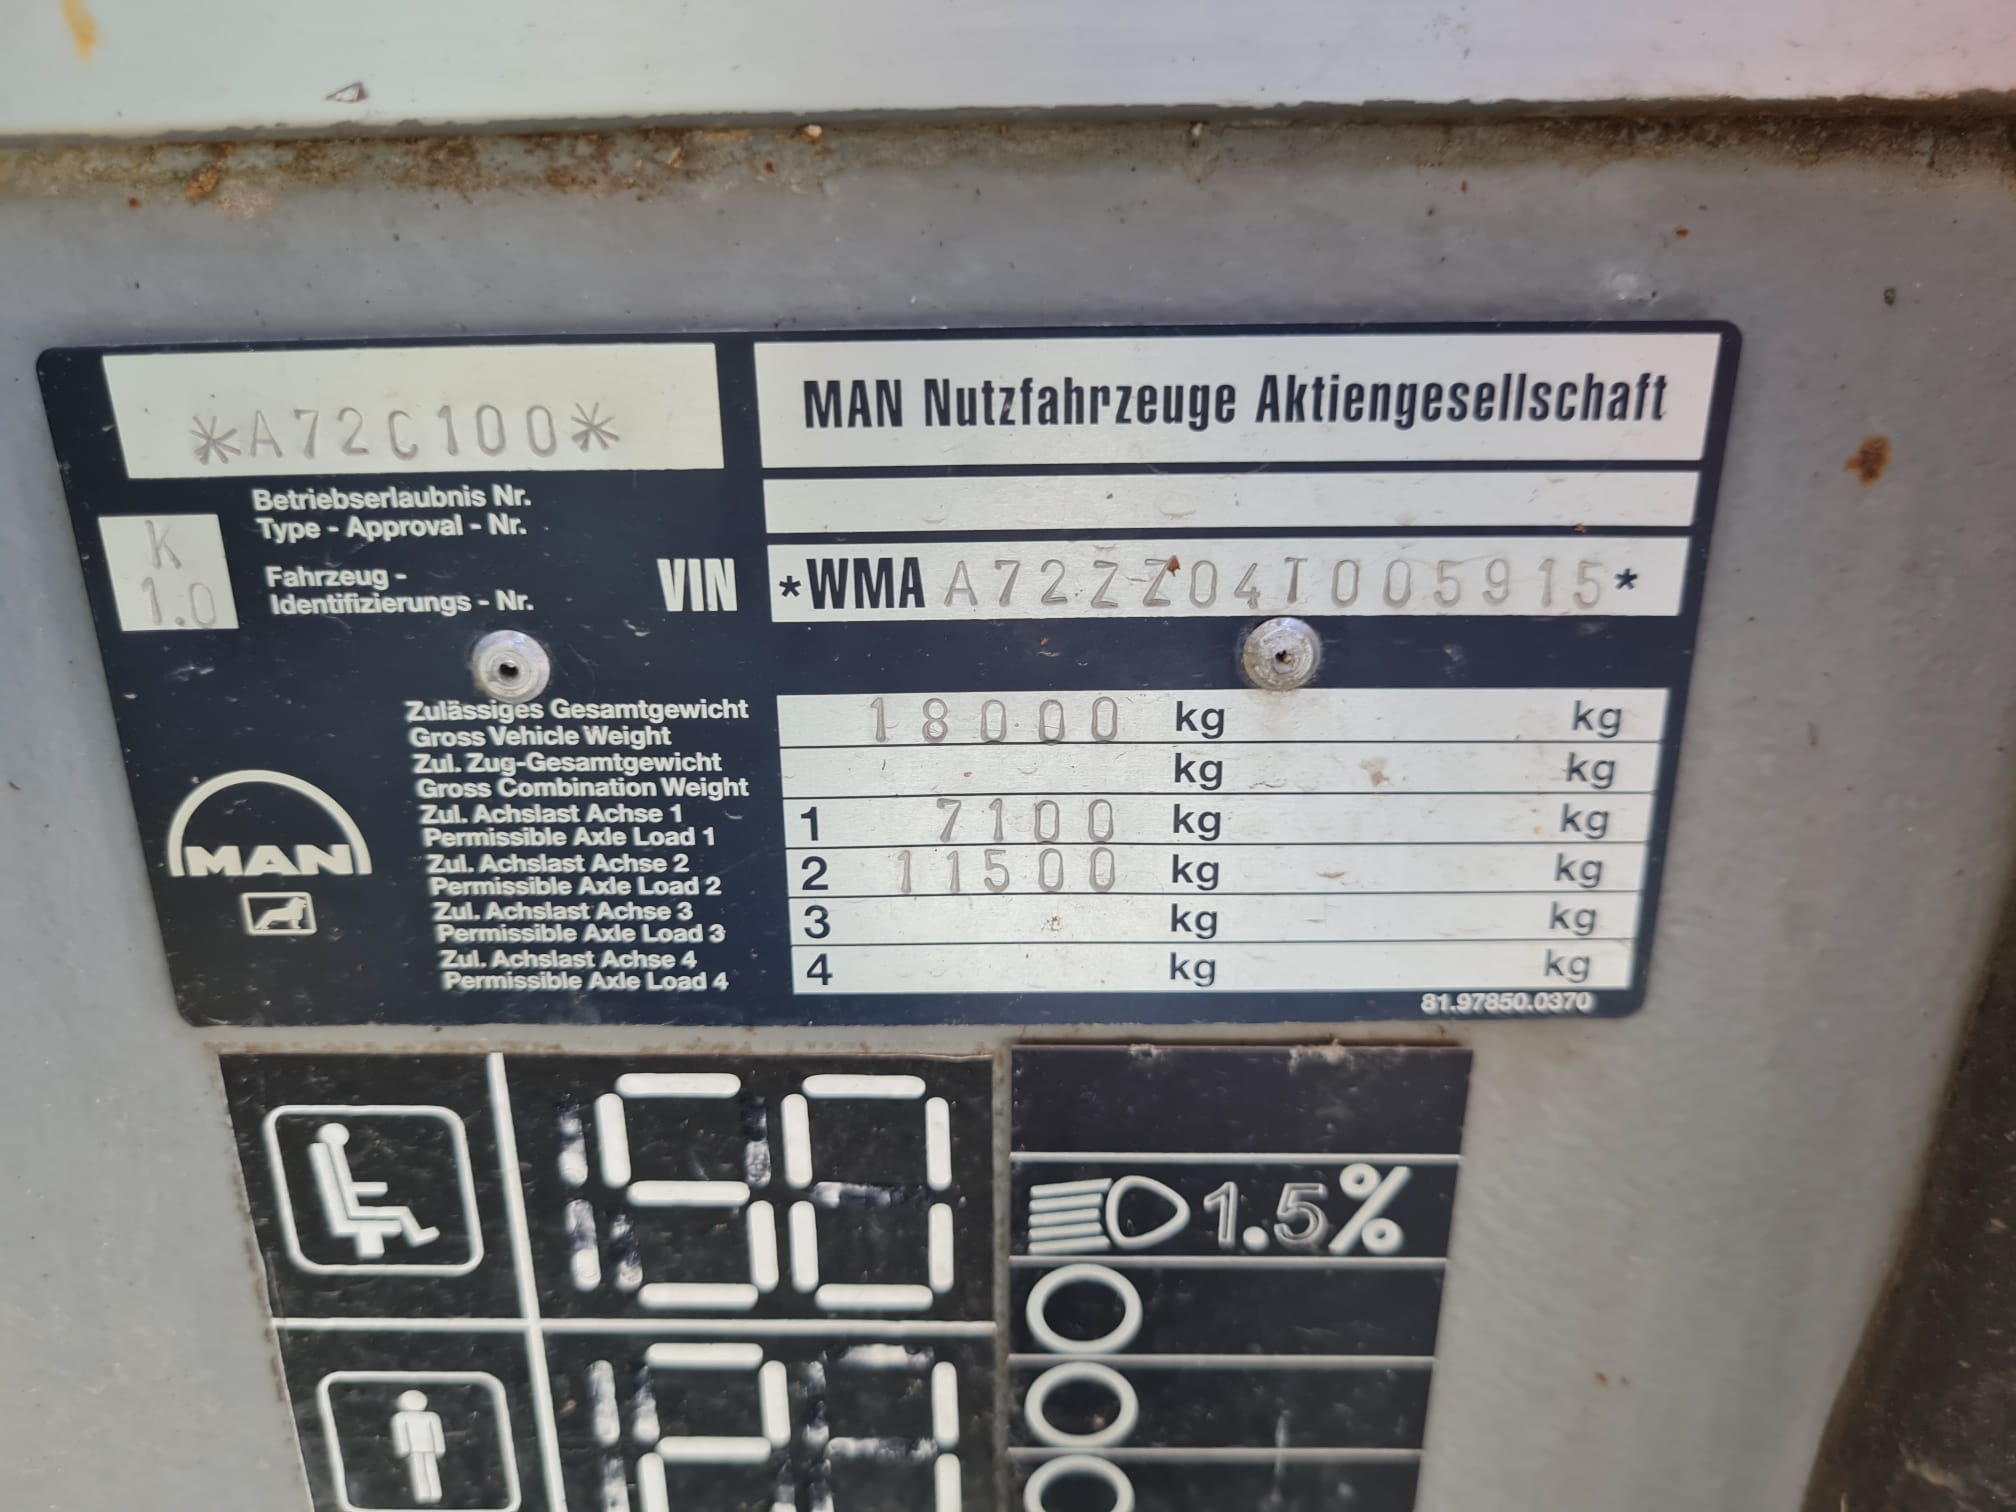 *A72C100*
MAN Nutzfahrzeuge Aktiengesellschaft
Betriebserlaubnis Nr.
Type - Approval - Nr.
K
1.0
Fahrzeug -
Identifizierungs - Nr.
VIN *WMA A72ZZ04T005915*
Zulässiges Gesamtgewicht
Gross Vehicle Weight
18000 kg kg
Zul. Zug-Gesamtgewicht
Gross Combination Weight
kg kg
Zul. Achslast Achse 1
Permissible Axle Load 1
1 7100 kg kg
Zul. Achslast Achse 2
Permissible Axle Load 2
2 11500 kg kg
Zul. Achslast Achse 3
Permissible Axle Load 3
3 kg kg
Zul. Achslast Achse 4
Permissible Axle Load 4
4 kg kg
MAN
81.97850.0370
50
1.5%